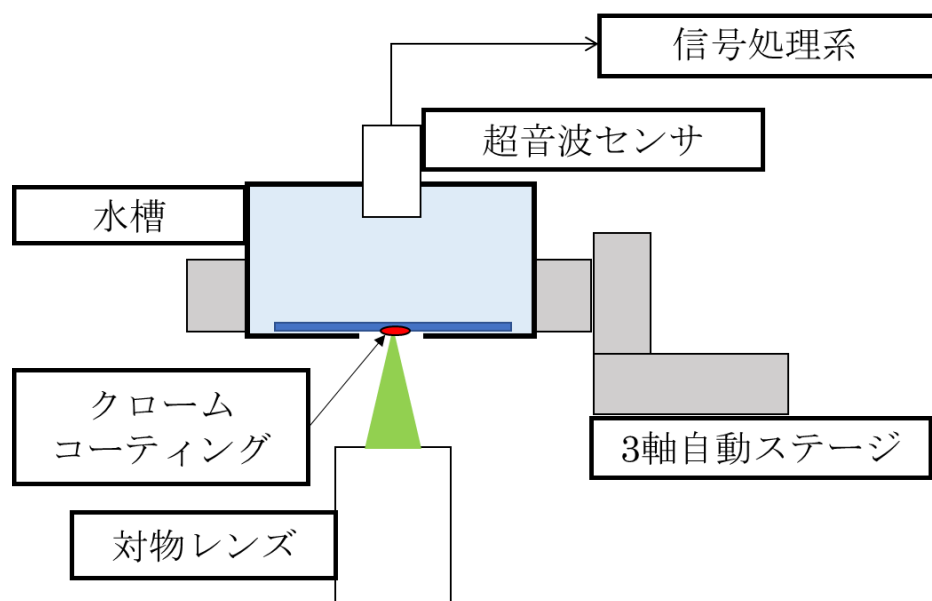 信号処理系
超音波センサ
水槽
クローム
コーティング
3軸自動ステージ
対物レンズ